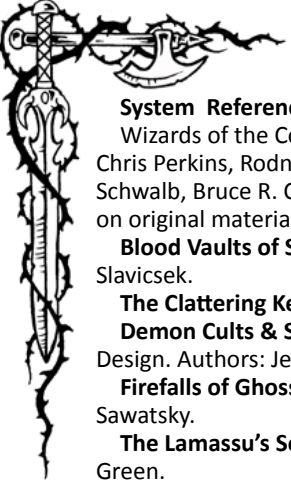 System Referenc
Wizards of the Co
Chris Perkins, Rodn
Schwalb, Bruce R. C
on original materia
Blood Vaults of S
Slavicsek.
The Clattering Ke
Demon Cults & S
Design. Authors: Je
Firefalls of Ghoss
Sawatsky.
The Lamassu’s Se
Green.